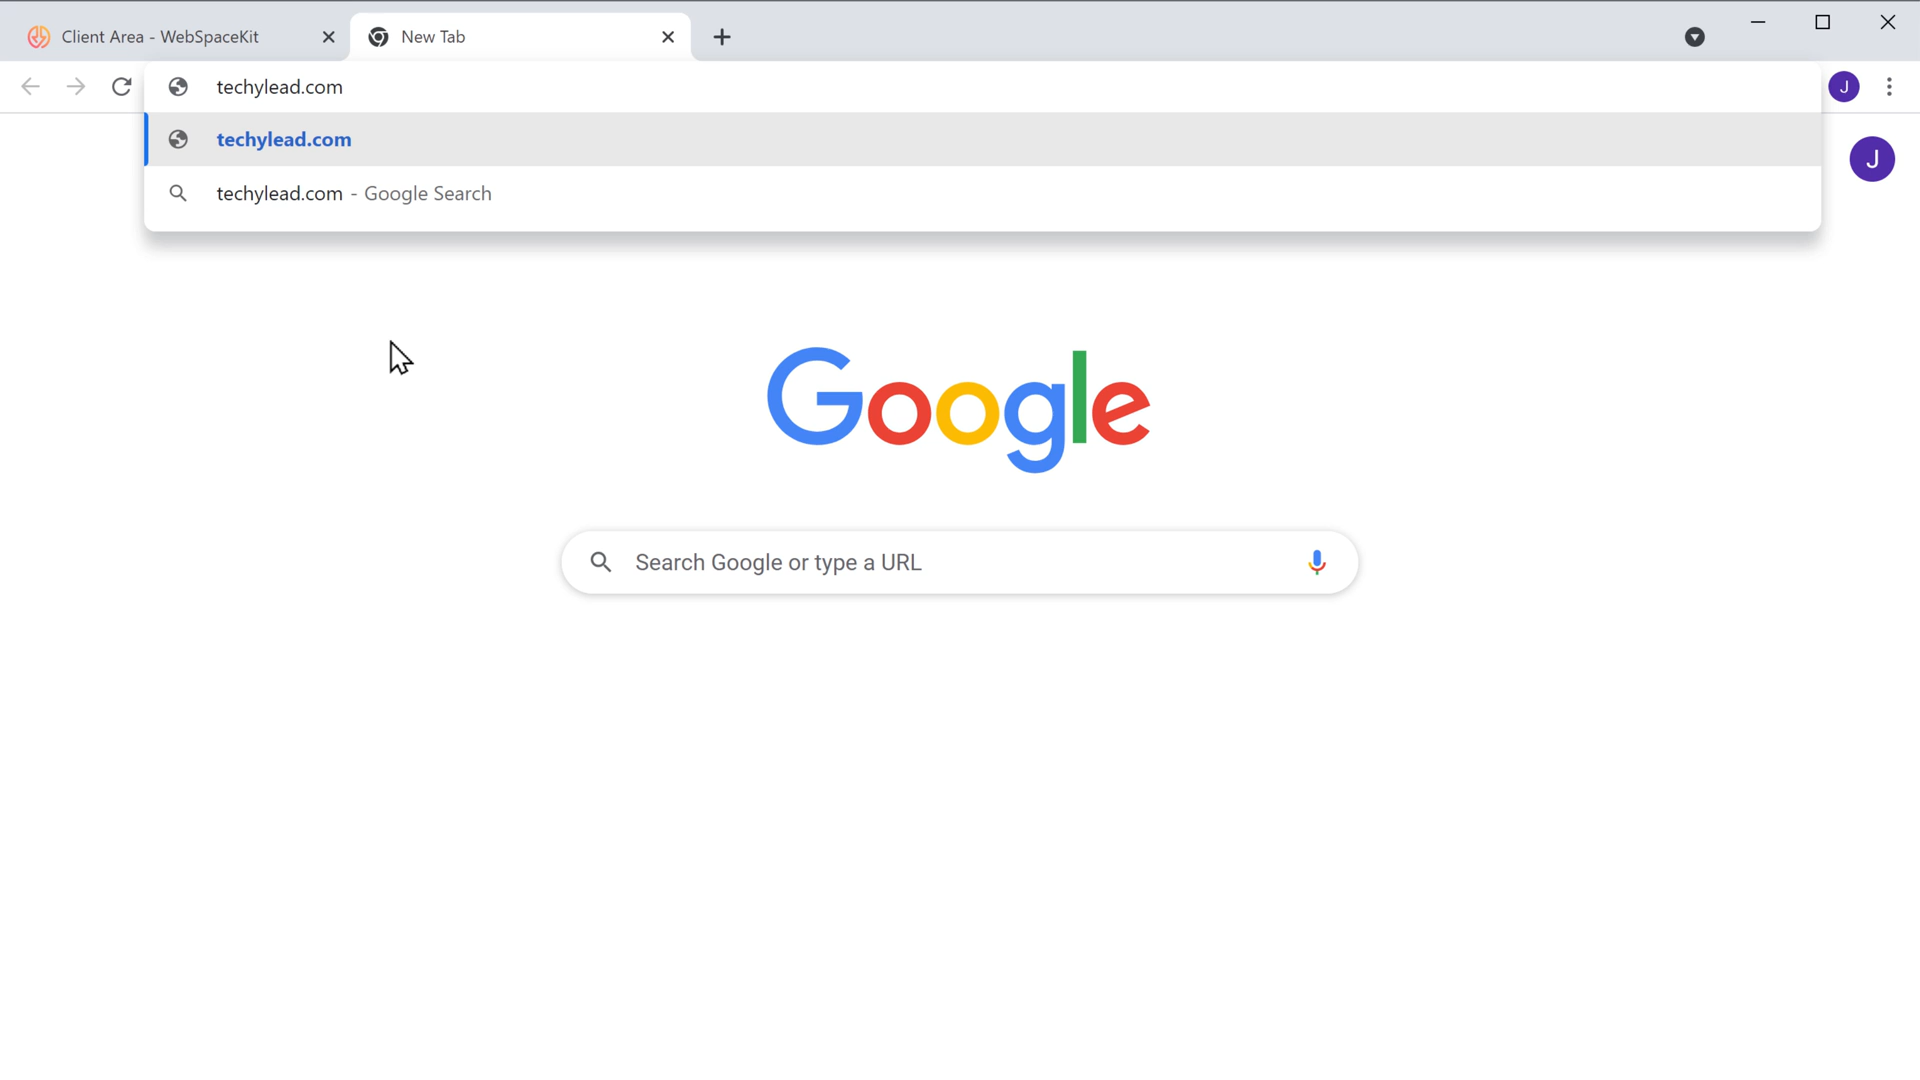 Client Area - WebSpaceKit
New Tab
techylead.com
J
techylead.com
J
techylead.com - Google Search
Google
Search Google or type a URL